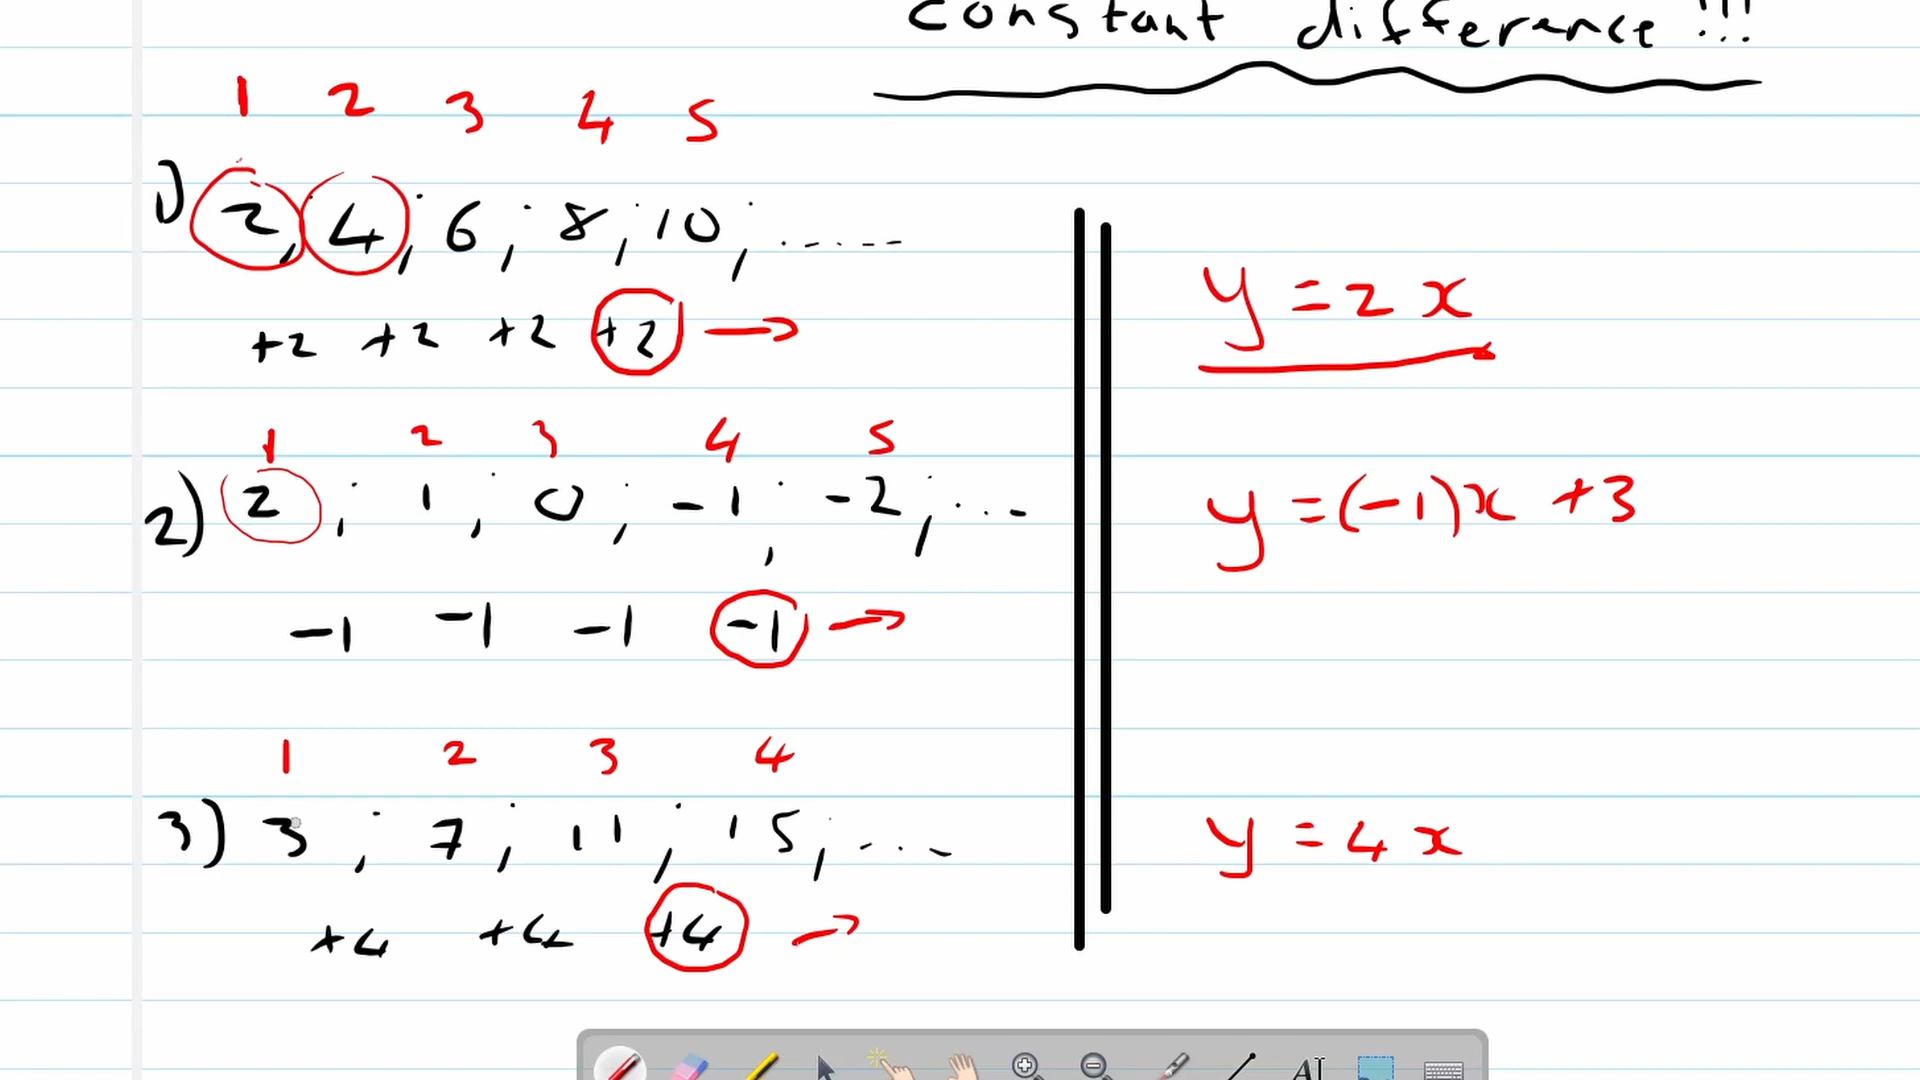 constant difference !!!
1 2 3 4 5
1) 2 ; 4 ; 6 ; 8 ; 10 ; .....
+2 +2 +2 +2 →
y = 2x
1 2 3 4 5
2) 2 ; 1 ; 0 ; -1 ; -2 ; ...
y = (-1)x +3
-1 -1 -1 -1 →
1 2 3 4
3) 3 ; 7 ; 11 ; 15 ; ...
y = 4x
+4 +4 +4 →
AI